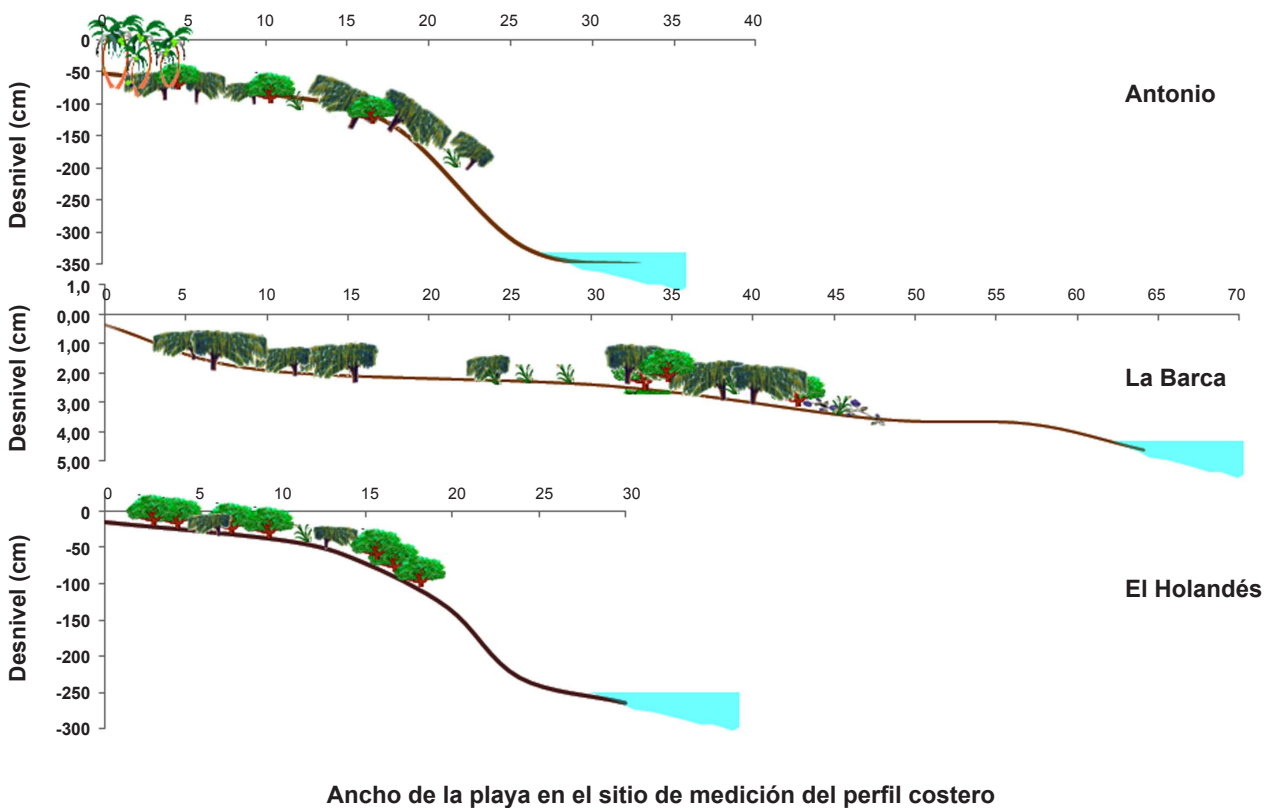 0 5 10 15 20 25 30 35 40
0
-50
-100
-150
-200
-250
-300
-350
Desnivel (cm)
Antonio
1,0
0 5 10 15 20 25 30 35 40 45 50 55 60 65 70
0,00
1,00
2,00
3,00
4,00
5,00
Desnivel (cm)
La Barca
0 5 10 15 20 25 30
0
-50
-100
-150
-200
-250
-300
Desnivel (cm)
El Holandés
Ancho de la playa en el sitio de medición del perfil costero